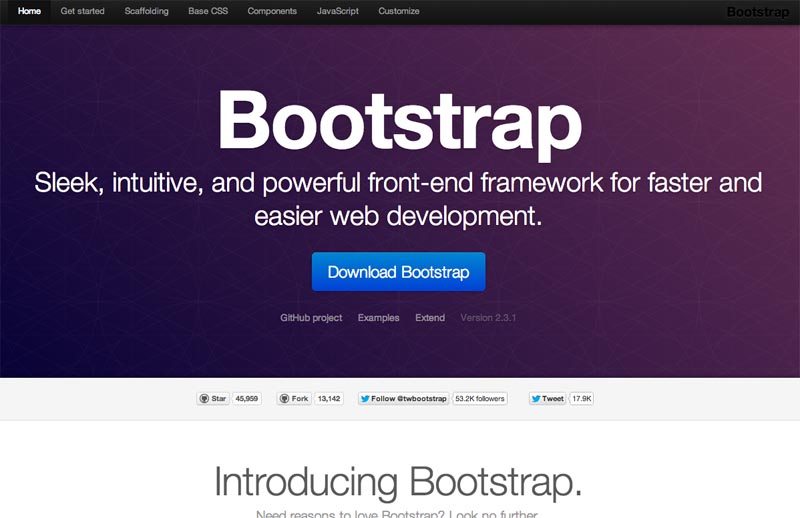 Home Get started Scaffolding Base CSS Components JavaScript Customize Bootstrap
Bootstrap
Sleek, intuitive, and powerful front-end framework for faster and
easier web development.
Download Bootstrap
GitHub project Examples Extend Version 2.3.1
Star 45,959 Fork 13,142 Follow @twbootstrap 53.2K followers Tweet 17.9K
Introducing Bootstrap.
Need reasons to love Bootstrap? Look no further.